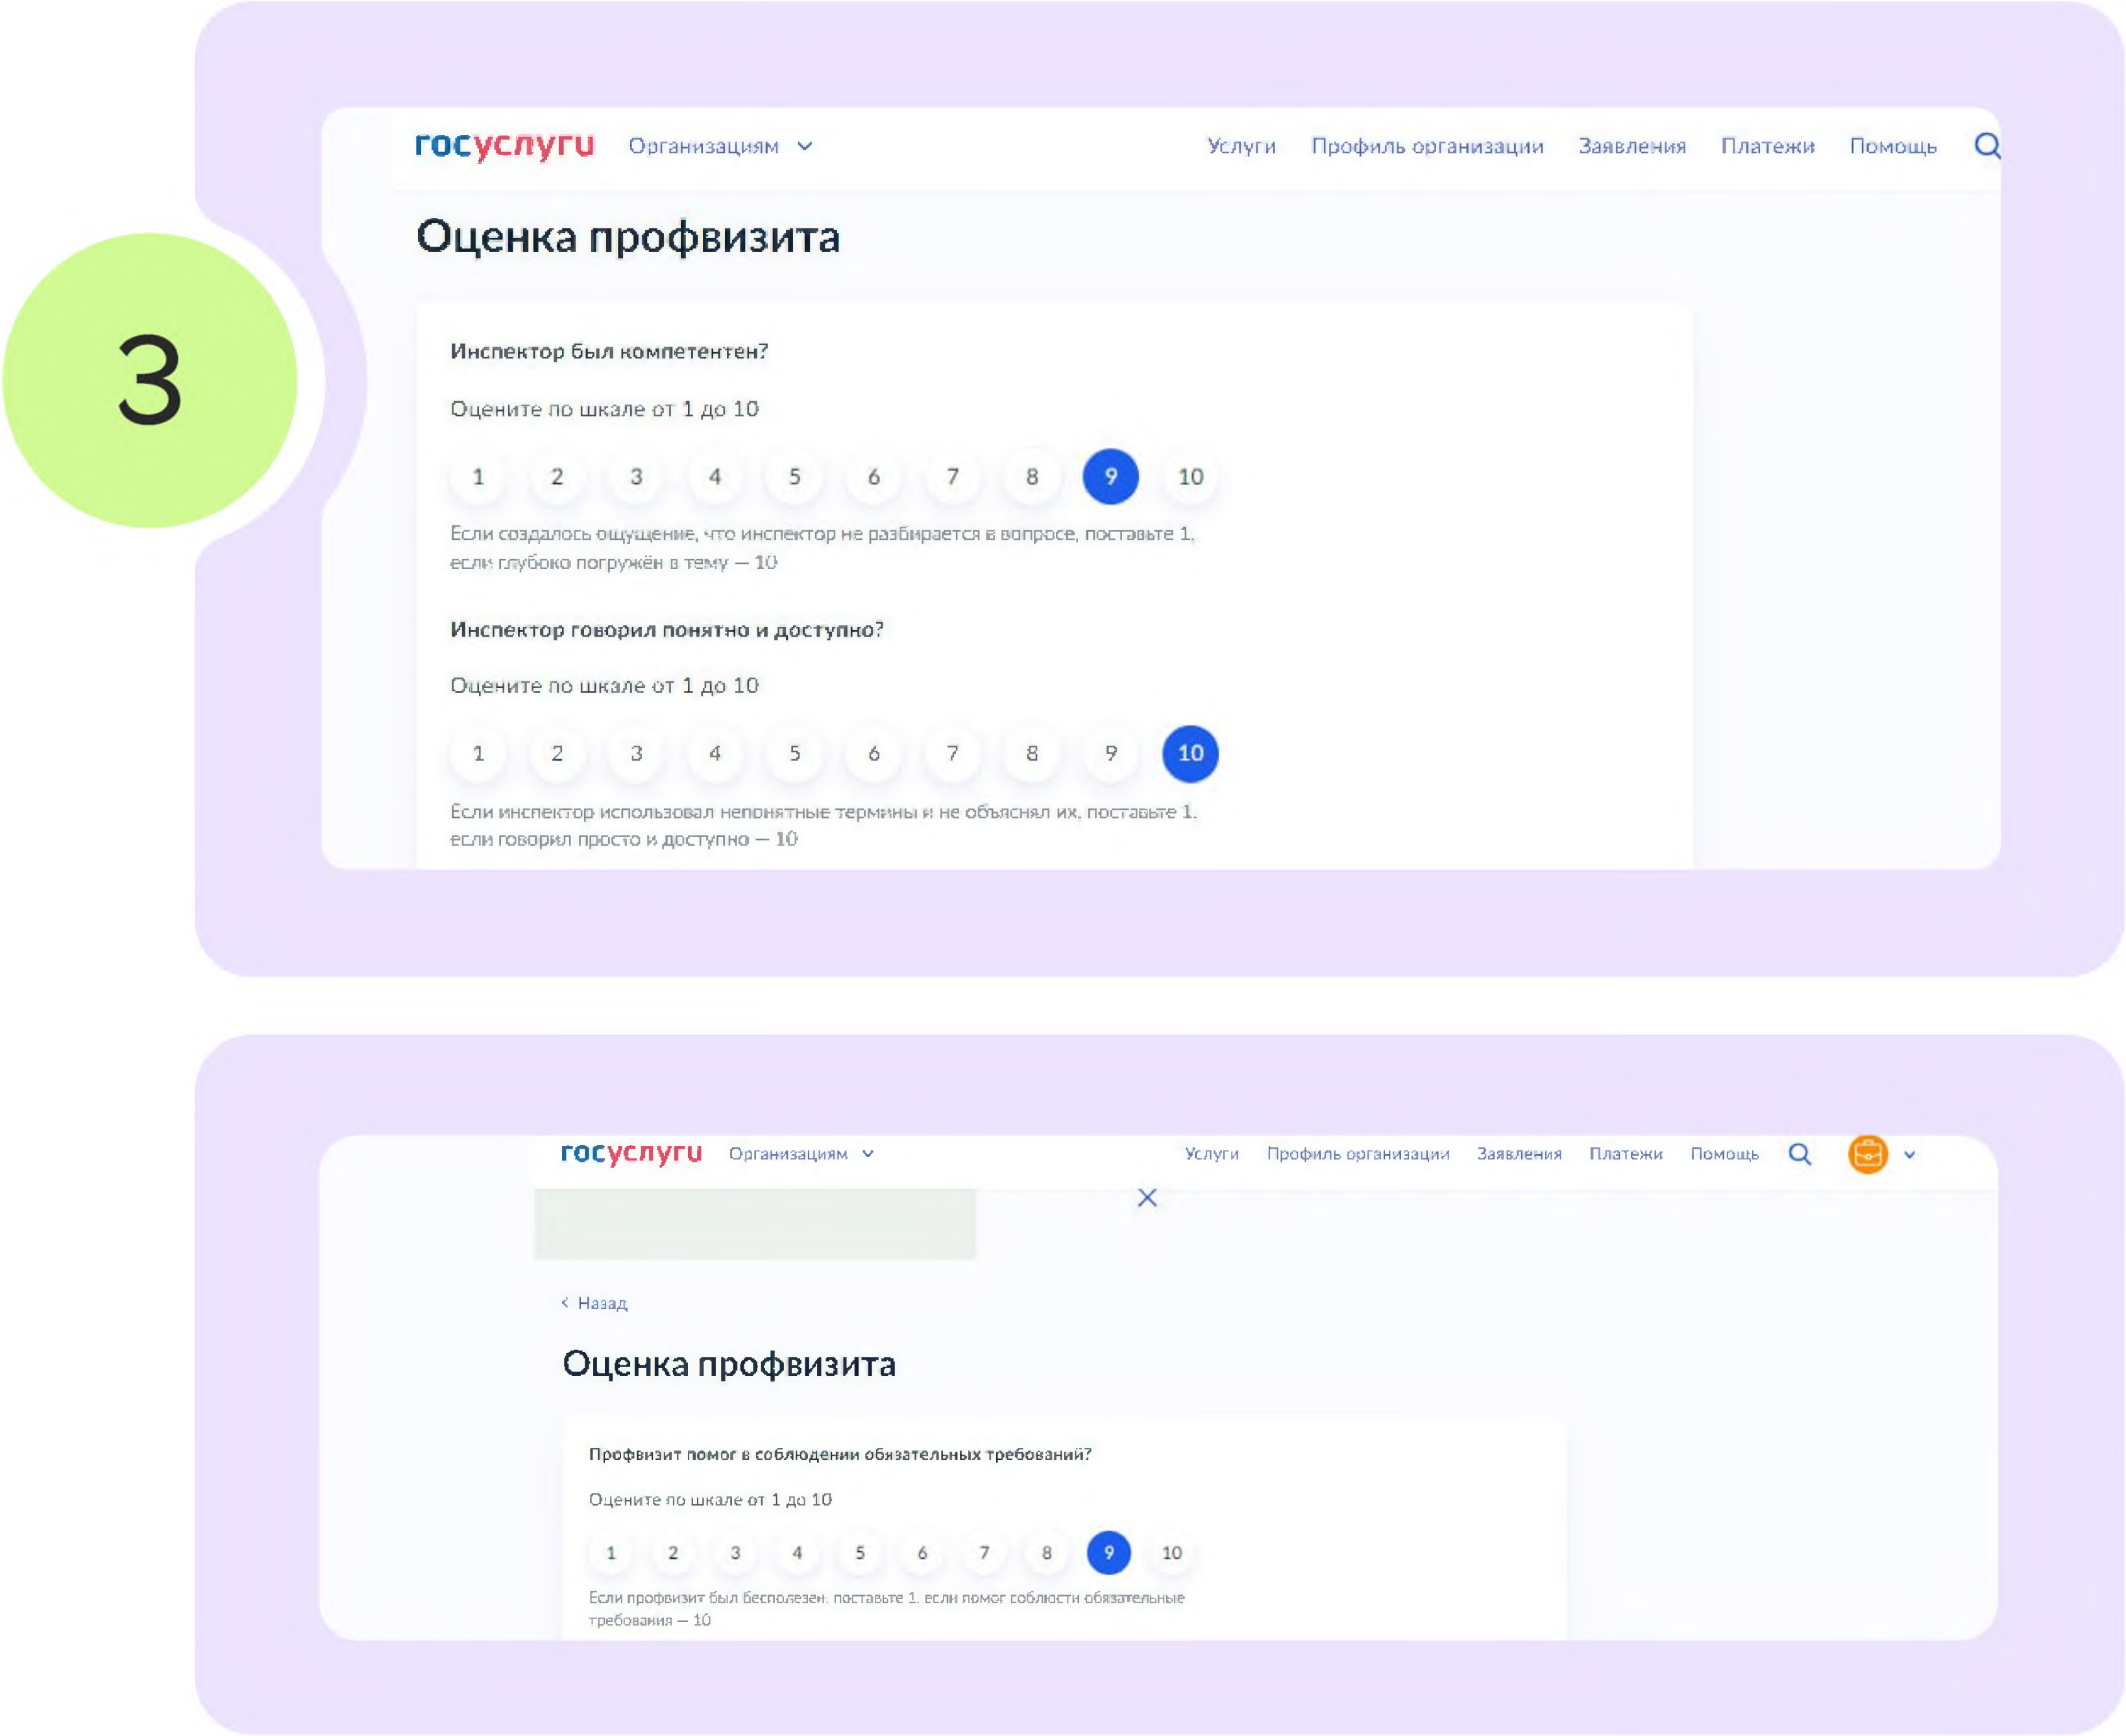 3
госуслуги Организациям Услуги Профиль организации Заявления Платежи Помощь
Оценка профвизита
Инспектор был компетентен?
Оцените по шкале от 1 до 10
1 2 3 4 5 6 7 8 9 10
Если создалось ощущение, что инспектор не разбирается в вопросе, поставьте 1,
если глубоко погружён в тему — 10
Инспектор говорил понятно и доступно?
Оцените по шкале от 1 до 10
1 2 3 4 5 6 7 8 9 10
Если инспектор использовал непонятные термины и не объяснял их, поставьте 1,
если говорил просто и доступно — 10
госуслуги Организациям Услуги Профиль организации Заявления Платежи Помощь
Назад
Оценка профвизита
Профвизит помог в соблюдении обязательных требований?
Оцените по шкале от 1 до 10
1 2 3 4 5 6 7 8 9 10
Если профвизит был бесполезен, поставьте 1, если помог соблюсти обязательные
требования — 10